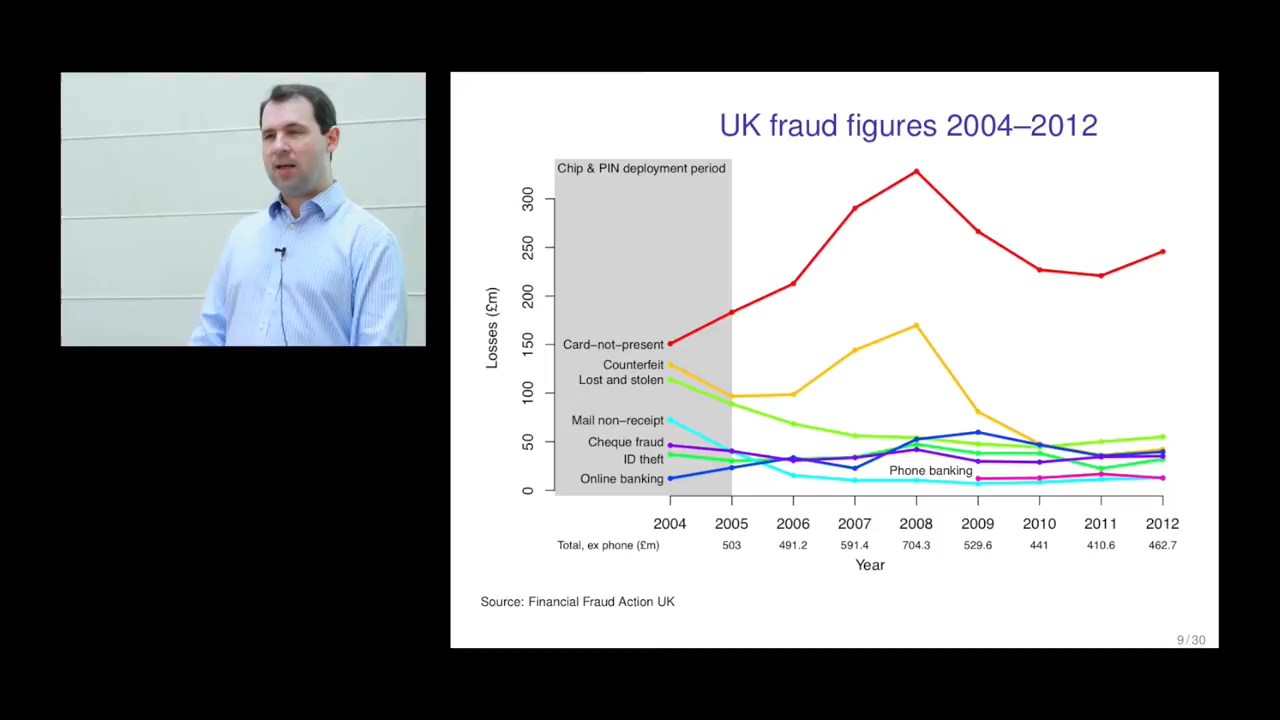 UK fraud figures 2004–2012
Chip & PIN deployment period
Losses (£m)
300
250
200
150
100
50
0
Card−not−present
Counterfeit
Lost and stolen
Mail non−receipt
Cheque fraud
ID theft
Online banking
Phone banking
2004 2005 2006 2007 2008 2009 2010 2011 2012
Total, ex phone (£m) 503 491.2 591.4 704.3 529.6 441 410.6 462.7
Year
Source: Financial Fraud Action UK
9 / 30